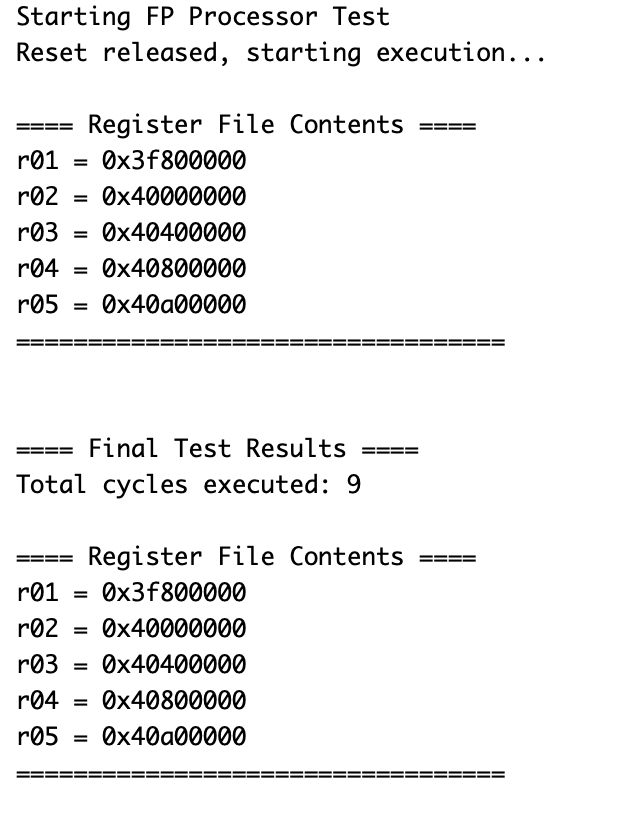 Starting FP Processor Test
Reset released, starting execution...
==== Register File Contents ====
r01 = 0x3f800000
r02 = 0x40000000
r03 = 0x40400000
r04 = 0x40800000
r05 = 0x40a00000
==================================
==== Final Test Results ====
Total cycles executed: 9
==== Register File Contents ====
r01 = 0x3f800000
r02 = 0x40000000
r03 = 0x40400000
r04 = 0x40800000
r05 = 0x40a00000
==================================